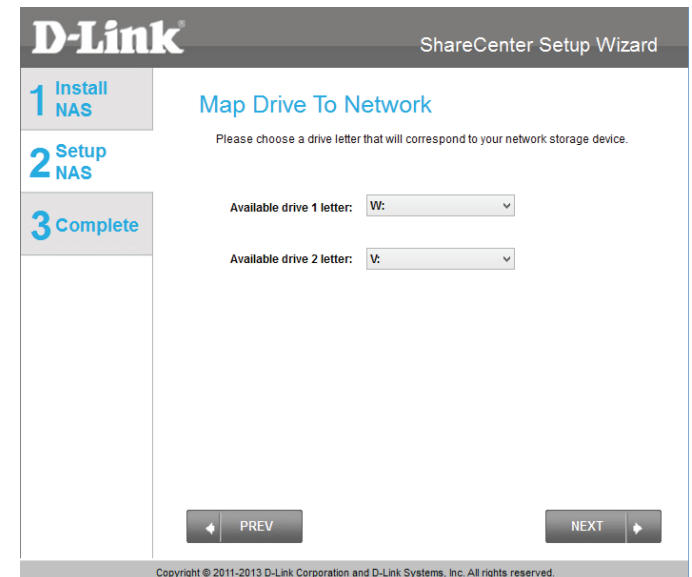 D-Link
ShareCenter Setup Wizard
1 Install
NAS
2 Setup
NAS
3 Complete
Map Drive To Network
Please choose a drive letter that will correspond to your network storage device.
Available drive 1 letter: W:
Available drive 2 letter: V:
PREV
NEXT
Copyright © 2011-2013 D-Link Corporation and D-Link Systems, Inc. All rights reserved.